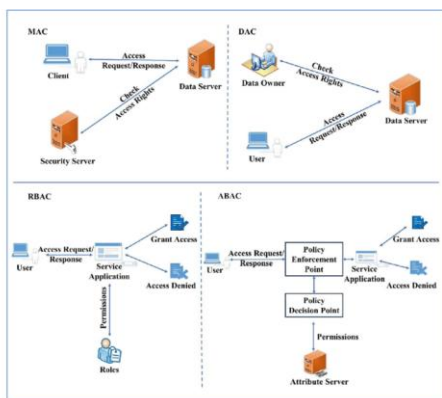 MAC
Client
Access
Request/Response
Data Server
Check
Access Rights
Security Server
DAC
Data Owner
Check
Access Rights
Data Server
User
Access
Request/Response
RBAC
User
Access Request/
Response
Service
Application
Grant Access
Access Denied
Permissions
Roles
ABAC
User
Access Request/
Response
Policy
Enforcement
Point
Service
Application
Grant Access
Access Denied
Policy
Decision Point
Permissions
Attribute Server